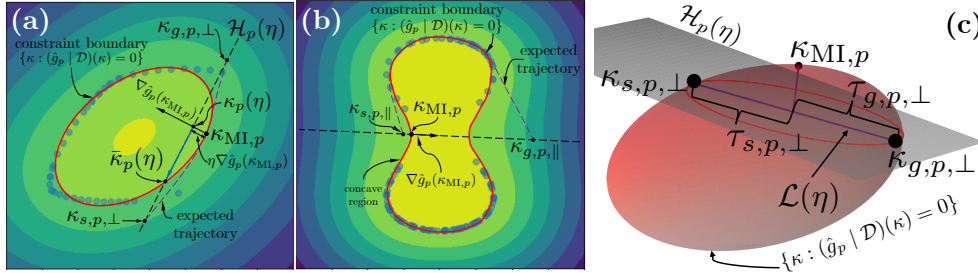 (a)
κ_{g,p,⊥}
H_p(η)
constraint boundary
{κ : (ĝ_p | D)(κ) = 0}
∇ĝ_p(κ_{MI,p})
κ_p(η)
κ_{MI,p}
η∇ĝ_p(κ_{MI,p})
κ̄_p(η)
κ_{s,p,⊥}
expected
trajectory
(b)
constraint boundary
{κ : (ĝ_p | D)(κ) = 0}
expected
trajectory
κ_{s,p,∥}
κ_{MI,p}
κ_{g,p,∥}
∇ĝ_p(κ_{MI,p})
concave
region
(c)
H_p(η)
κ_{MI,p}
κ_{s,p,⊥}
τ_{g,p,⊥}
τ_{s,p,⊥}
κ_{g,p,⊥}
L(η)
{κ : (ĝ_p | D)(κ) = 0}